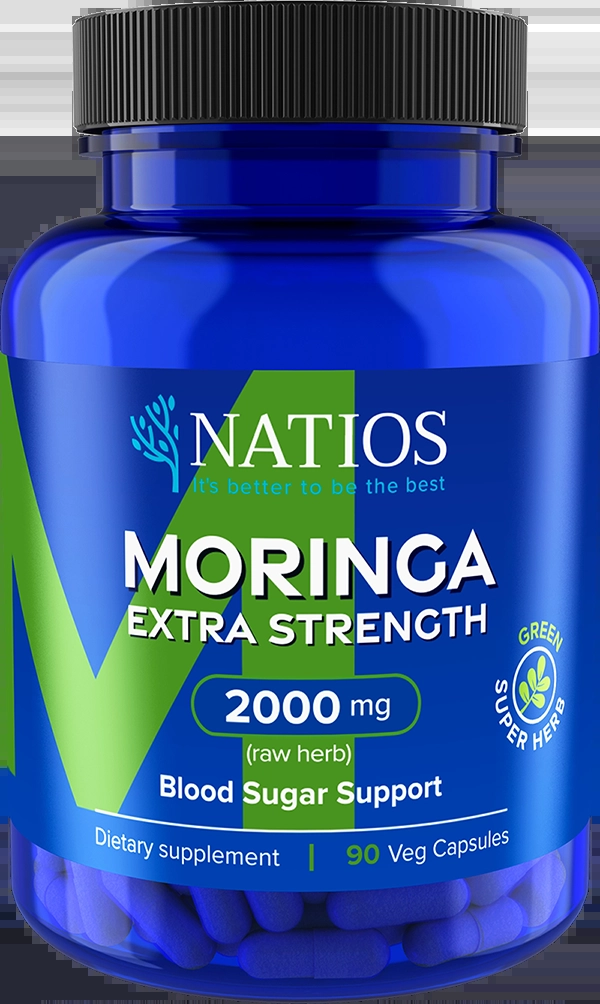 NATIOS
It's better to be the best
MORINGA
EXTRA STRENGTH
2000 mg
(raw herb)
Blood Sugar Support
GREEN
SUPER HERB
Dietary supplement | 90 Veg Capsules